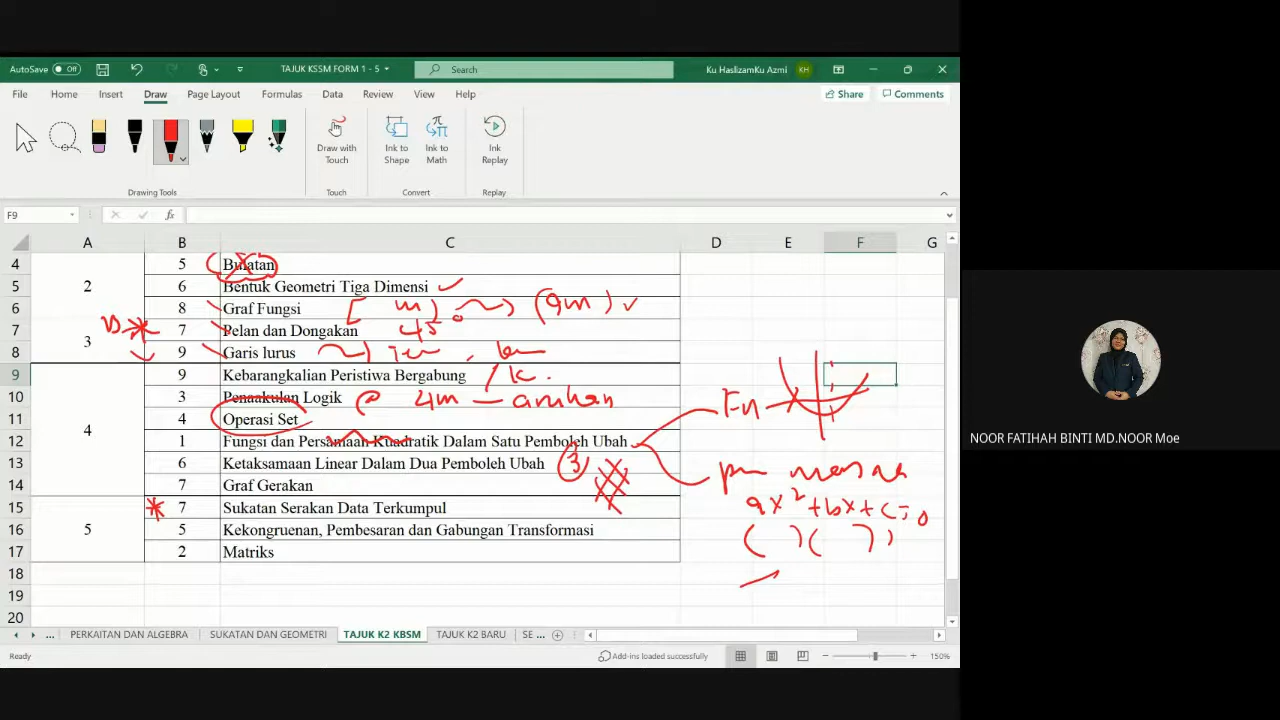 AutoSave Off TAJUK KSSM FORM 1 - 5 Search Ku HaslizamKu Azmi KH
File Home Insert Draw Page Layout Formulas Data Review View Help Share Comments
Draw with Touch
Ink to Shape
Ink to Math
Ink Replay
Drawing Tools Touch Convert Replay
F9 fx
A B C D E F G
4 5 Bulatan
5 2 6 Bentuk Geometri Tiga Dimensi
6 8 Graf Fungsi
7 3 7 Pelan dan Dongakan 45°
8 9 Garis lurus
9 9 Kebarangkalian Peristiwa Bergabung
10 3 Penaakulan Logik @ 4m — aruhan
11 4 4 Operasi Set
12 1 Fungsi dan Persamaan Kuadratik Dalam Satu Pemboleh Ubah
13 6 Ketaksamaan Linear Dalam Dua Pemboleh Ubah 3
14 7 Graf Gerakan
15 * 7 Sukatan Serakan Data Terkumpul
16 5 5 Kekongruenan, Pembesaran dan Gabungan Transformasi
17 2 Matriks
18
19
20
ax² + bx + c = 0
( ) ( )
... PERKAITAN DAN ALGEBRA SUKATAN DAN GEOMETRI TAJUK K2 KBSM TAJUK K2 BARU SE ...
Ready Add-ins loaded successfully 150%
NOOR FATIHAH BINTI MD.NOOR Moe